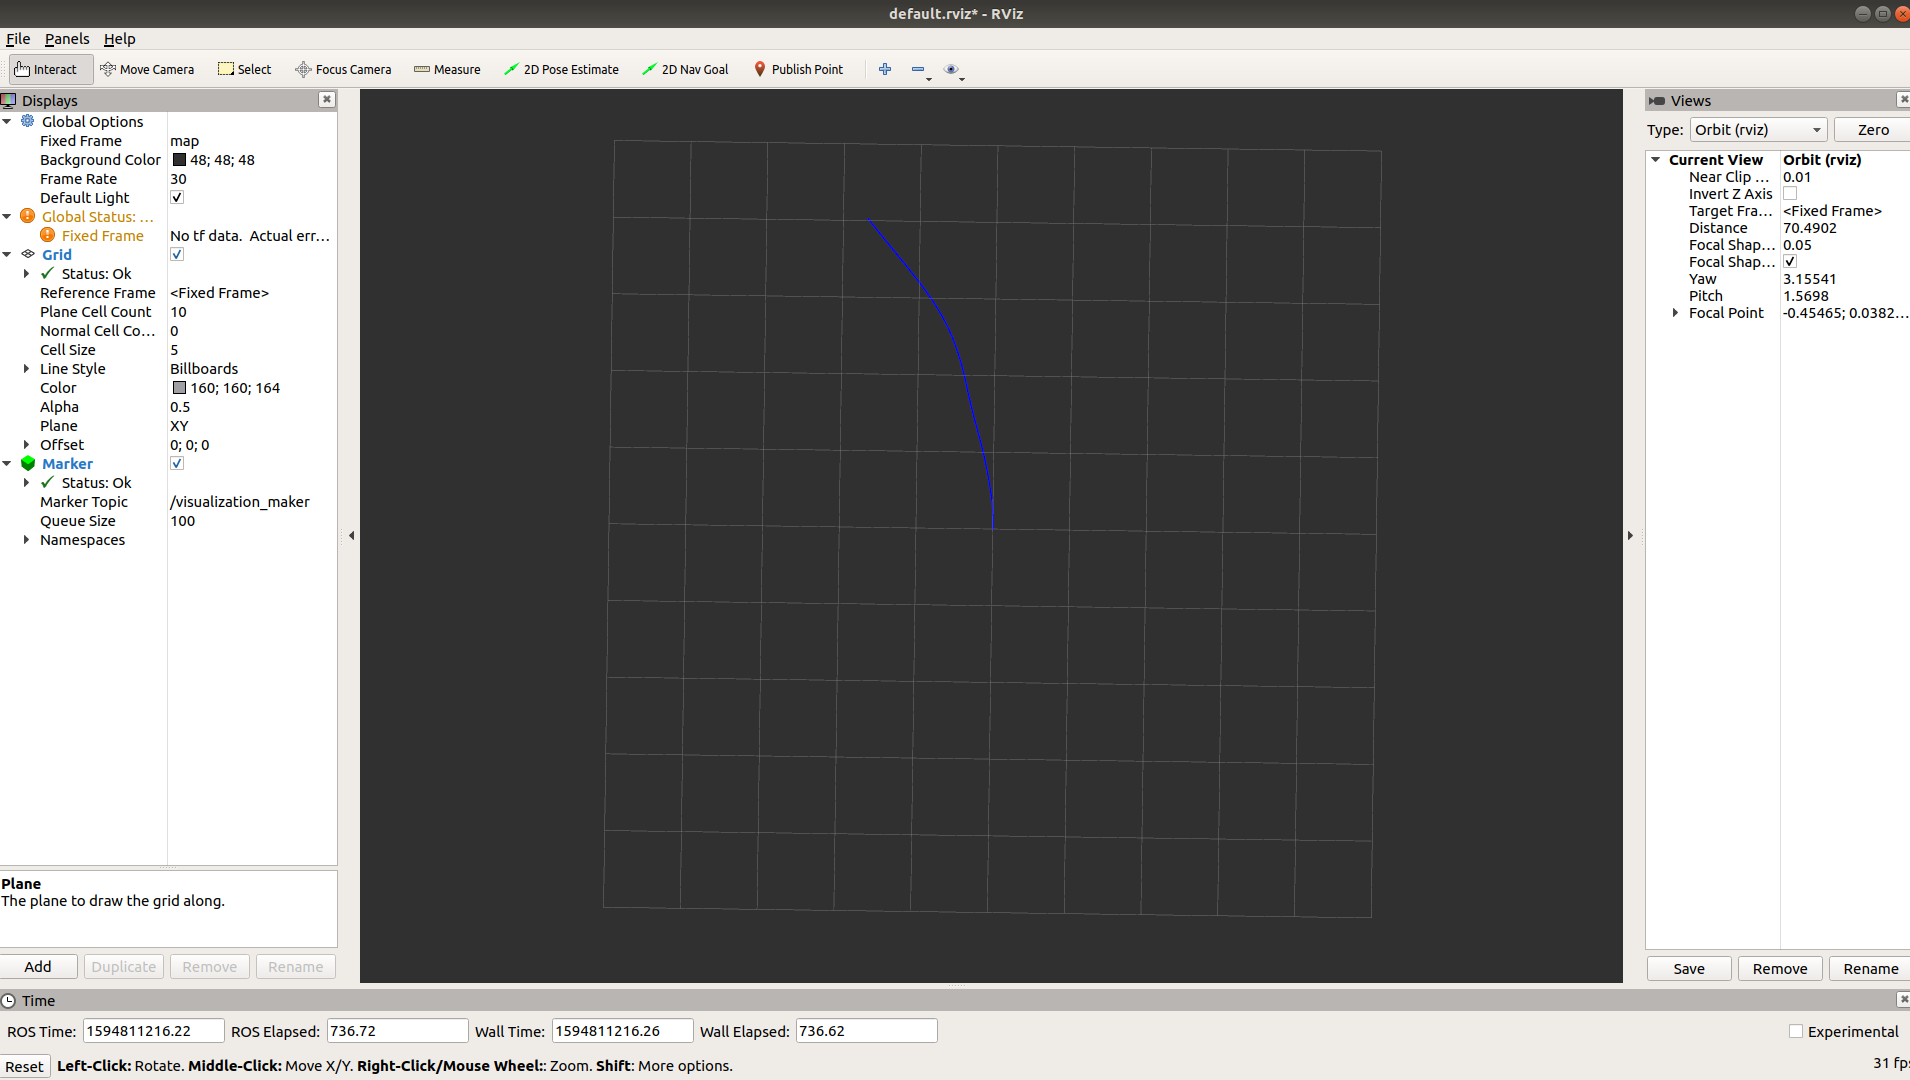 default.rviz* - RViz
File Panels Help
Interact Move Camera Select Focus Camera Measure 2D Pose Estimate 2D Nav Goal Publish Point
Displays
Global Options
Fixed Frame map
Background Color 48; 48; 48
Frame Rate 30
Default Light
Global Status: ...
Fixed Frame No tf data. Actual err...
Grid
Status: Ok
Reference Frame <Fixed Frame>
Plane Cell Count 10
Normal Cell Co... 0
Cell Size 5
Line Style Billboards
Color 160; 160; 164
Alpha 0.5
Plane XY
Offset 0; 0; 0
Marker
Status: Ok
Marker Topic /visualization_maker
Queue Size 100
Namespaces
Plane
The plane to draw the grid along.
Add Duplicate Remove Rename
Views
Type: Orbit (rviz) Zero
Current View Orbit (rviz)
Near Clip ... 0.01
Invert Z Axis
Target Fra... <Fixed Frame>
Distance 70.4902
Focal Shap... 0.05
Focal Shap...
Yaw 3.15541
Pitch 1.5698
Focal Point -0.45465; 0.0382...
Save Remove Rename
Time
ROS Time: 1594811216.22 ROS Elapsed: 736.72 Wall Time: 1594811216.26 Wall Elapsed: 736.62 Experimental
Reset Left-Click: Rotate. Middle-Click: Move X/Y. Right-Click/Mouse Wheel:: Zoom. Shift: More options. 31 fps